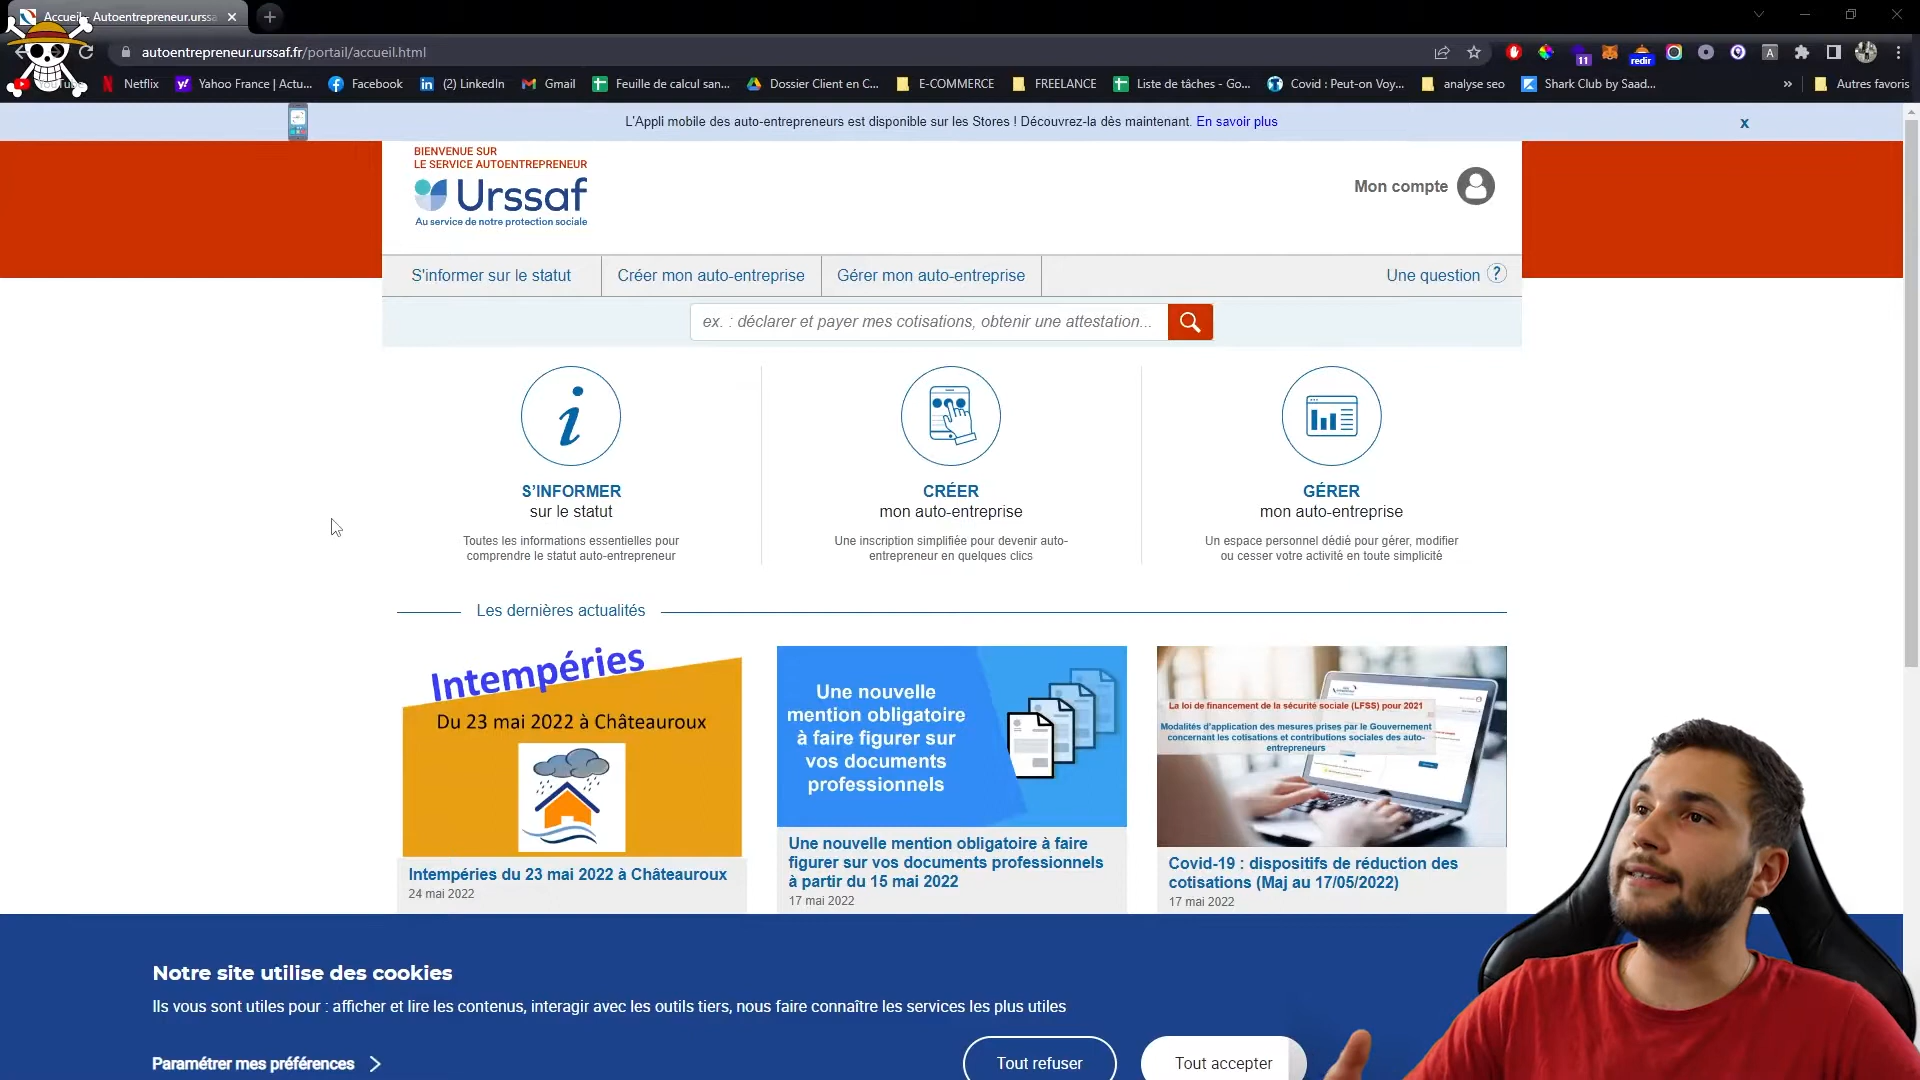 Accueil - Autoentrepreneur.urssa
autoentrepreneur.urssaf.fr/portail/accueil.html
11
redir
A
Netflix
Yahoo France | Actu...
Facebook
(2) LinkedIn
Gmail
Feuille de calcul san...
Dossier Client en C...
E-COMMERCE
FREELANCE
Liste de tâches - Go...
Covid : Peut-on Voy...
analyse seo
Shark Club by Saad...
»
Autres favoris
L'Appli mobile des auto-entrepreneurs est disponible sur les Stores ! Découvrez-la dès maintenant. En savoir plus
x
BIENVENUE SUR
LE SERVICE AUTOENTREPRENEUR
Urssaf
Au service de notre protection sociale
Mon compte
S'informer sur le statut
Créer mon auto-entreprise
Gérer mon auto-entreprise
Une question ?
ex. : déclarer et payer mes cotisations, obtenir une attestation...
i
S'INFORMER
sur le statut
Toutes les informations essentielles pour
comprendre le statut auto-entrepreneur
CRÉER
mon auto-entreprise
Une inscription simplifiée pour devenir auto-
entrepreneur en quelques clics
GÉRER
mon auto-entreprise
Un espace personnel dédié pour gérer, modifier
ou cesser votre activité en toute simplicité
Les dernières actualités
Intempéries
Du 23 mai 2022 à Châteauroux
Intempéries du 23 mai 2022 à Châteauroux
24 mai 2022
Une nouvelle
mention obligatoire
à faire figurer sur
vos documents
professionnels
Une nouvelle mention obligatoire à faire
figurer sur vos documents professionnels
à partir du 15 mai 2022
17 mai 2022
La loi de financement de la sécurité sociale (LFSS) pour 2021
Modalités d'application des mesures prises par le Gouvernement
concernant les cotisations et contributions sociales des auto-
entrepreneurs
Covid-19 : dispositifs de réduction des
cotisations (Maj au 17/05/2022)
17 mai 2022
Notre site utilise des cookies
Ils vous sont utiles pour : afficher et lire les contenus, interagir avec les outils tiers, nous faire connaître les services les plus utiles
Paramétrer mes préférences
Tout refuser
Tout accepter